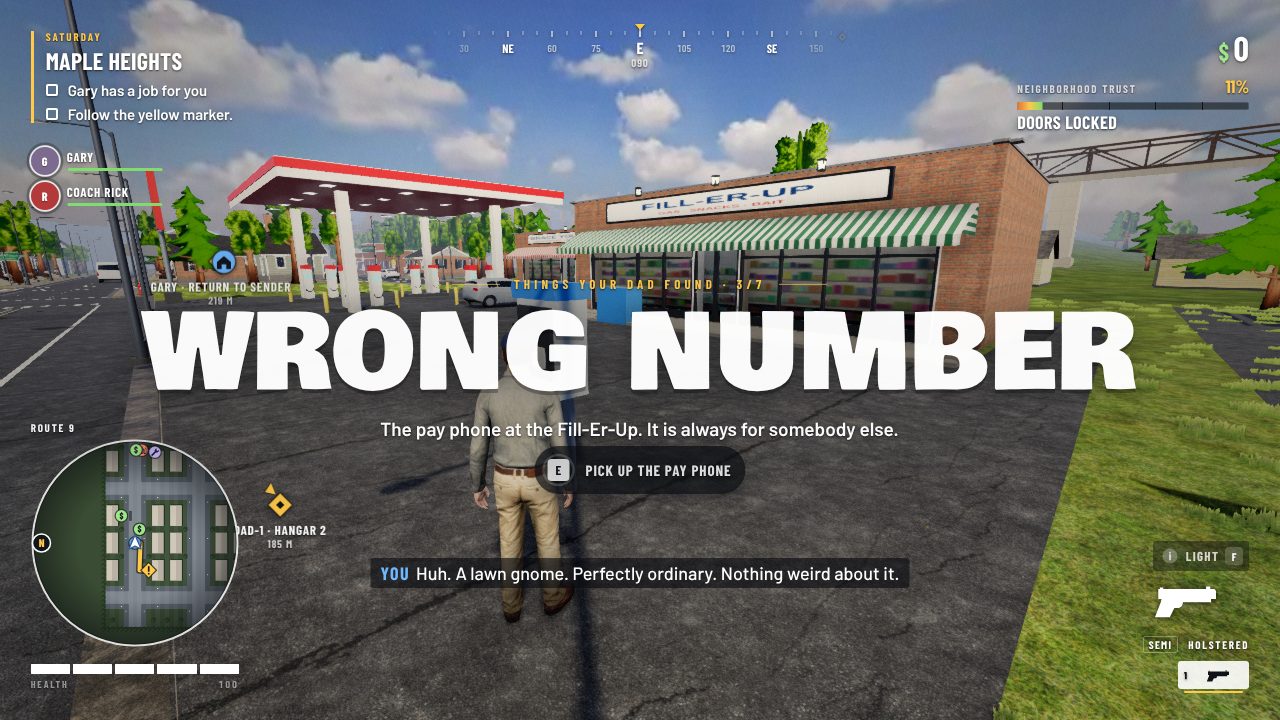 SATURDAY
MAPLE HEIGHTS
Gary has a job for you
Follow the yellow marker.
G GARY
R COACH RICK
30 NE 60 75 E 105 120 SE 150
090
$0
NEIGHBORHOOD TRUST 11%
DOORS LOCKED
FILL-ER-UP
GAS · SNACKS · BAIT
GARY · RETURN TO SENDER
219 M
THINGS YOUR DAD FOUND · 3/7
WRONG NUMBER
The pay phone at the Fill-Er-Up. It is always for somebody else.
E PICK UP THE PAY PHONE
ROUTE 9
N
DAD-1 · HANGAR 2
185 M
YOU Huh. A lawn gnome. Perfectly ordinary. Nothing weird about it.
LIGHT F
SEMI HOLSTERED
1
HEALTH 100